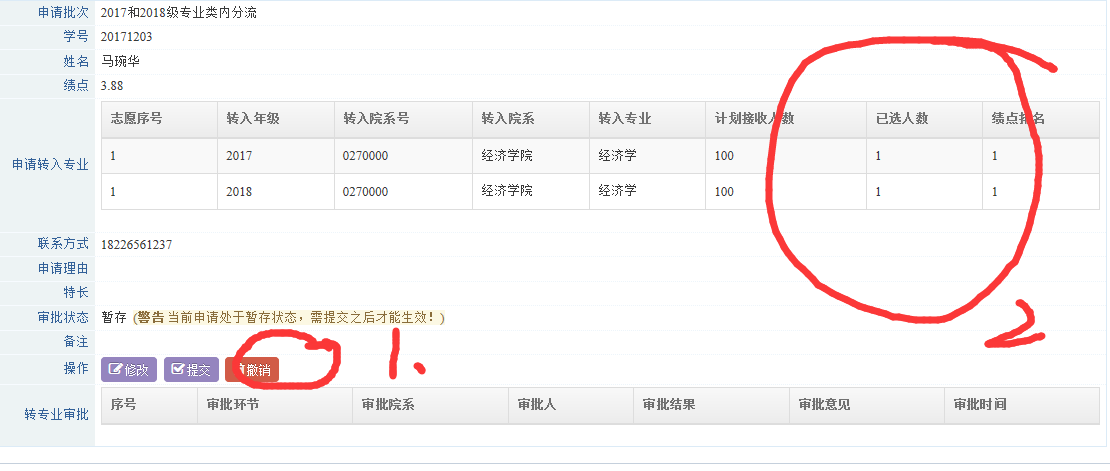 申请批次 2017和2018级专业类内分流
学号 20171203
姓名 马琬华
绩点 3.88
志愿序号 转入年级 转入院系号 转入院系 转入专业 计划接收人数 已选人数 绩点排名
申请转入专业
1 2017 0270000 经济学院 经济学 100 1 1
1 2018 0270000 经济学院 经济学 100 1 1
联系方式 18226561237
申请理由
特长
审批状态 暂存 (警告 当前申请处于暂存状态，需提交之后才能生效！)
备注
操作 修改 提交 撤销
1.
2
序号 审批环节 审批院系 审批人 审批结果 审批意见 审批时间
转专业审批